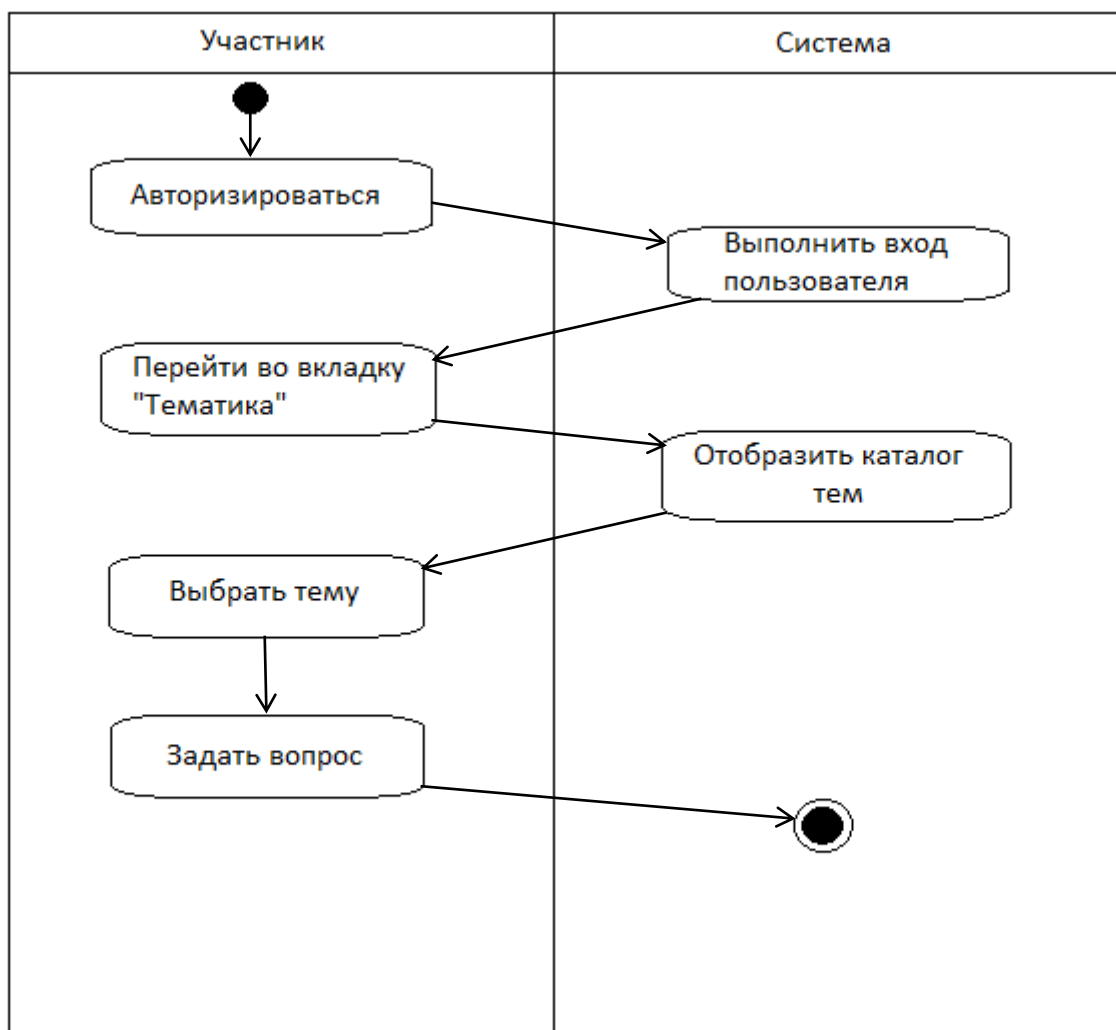 Участник
Система
Авторизироваться
Выполнить вход
пользователя
Перейти во вкладку
"Тематика"
Отобразить каталог
тем
Выбрать тему
Задать вопрос